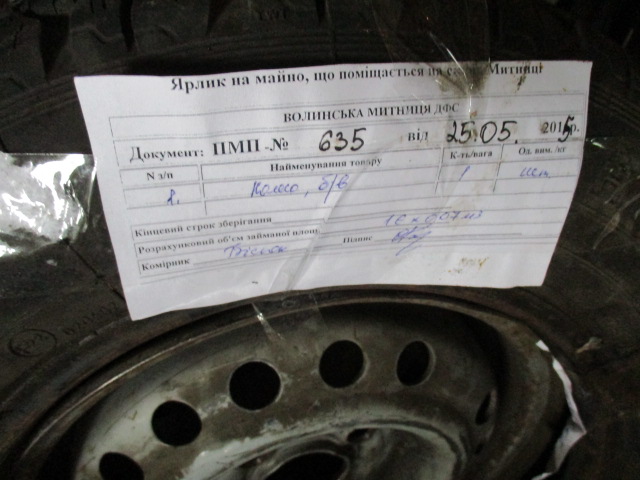 Ярлик на майно, що поміщається на Митниці
ВОЛИНСЬКА МИТНИЦЯ ДФС
Документ: ПМП -№ 635 від 25.05. 2015р.
N з/п Найменування товару К-ть/вага Од. вим. /кг
1. Колесо, б/в 1 шт
Кінцевий строк зберігання
Розрахунковий об'єм займаної площі
Комірник Підпис